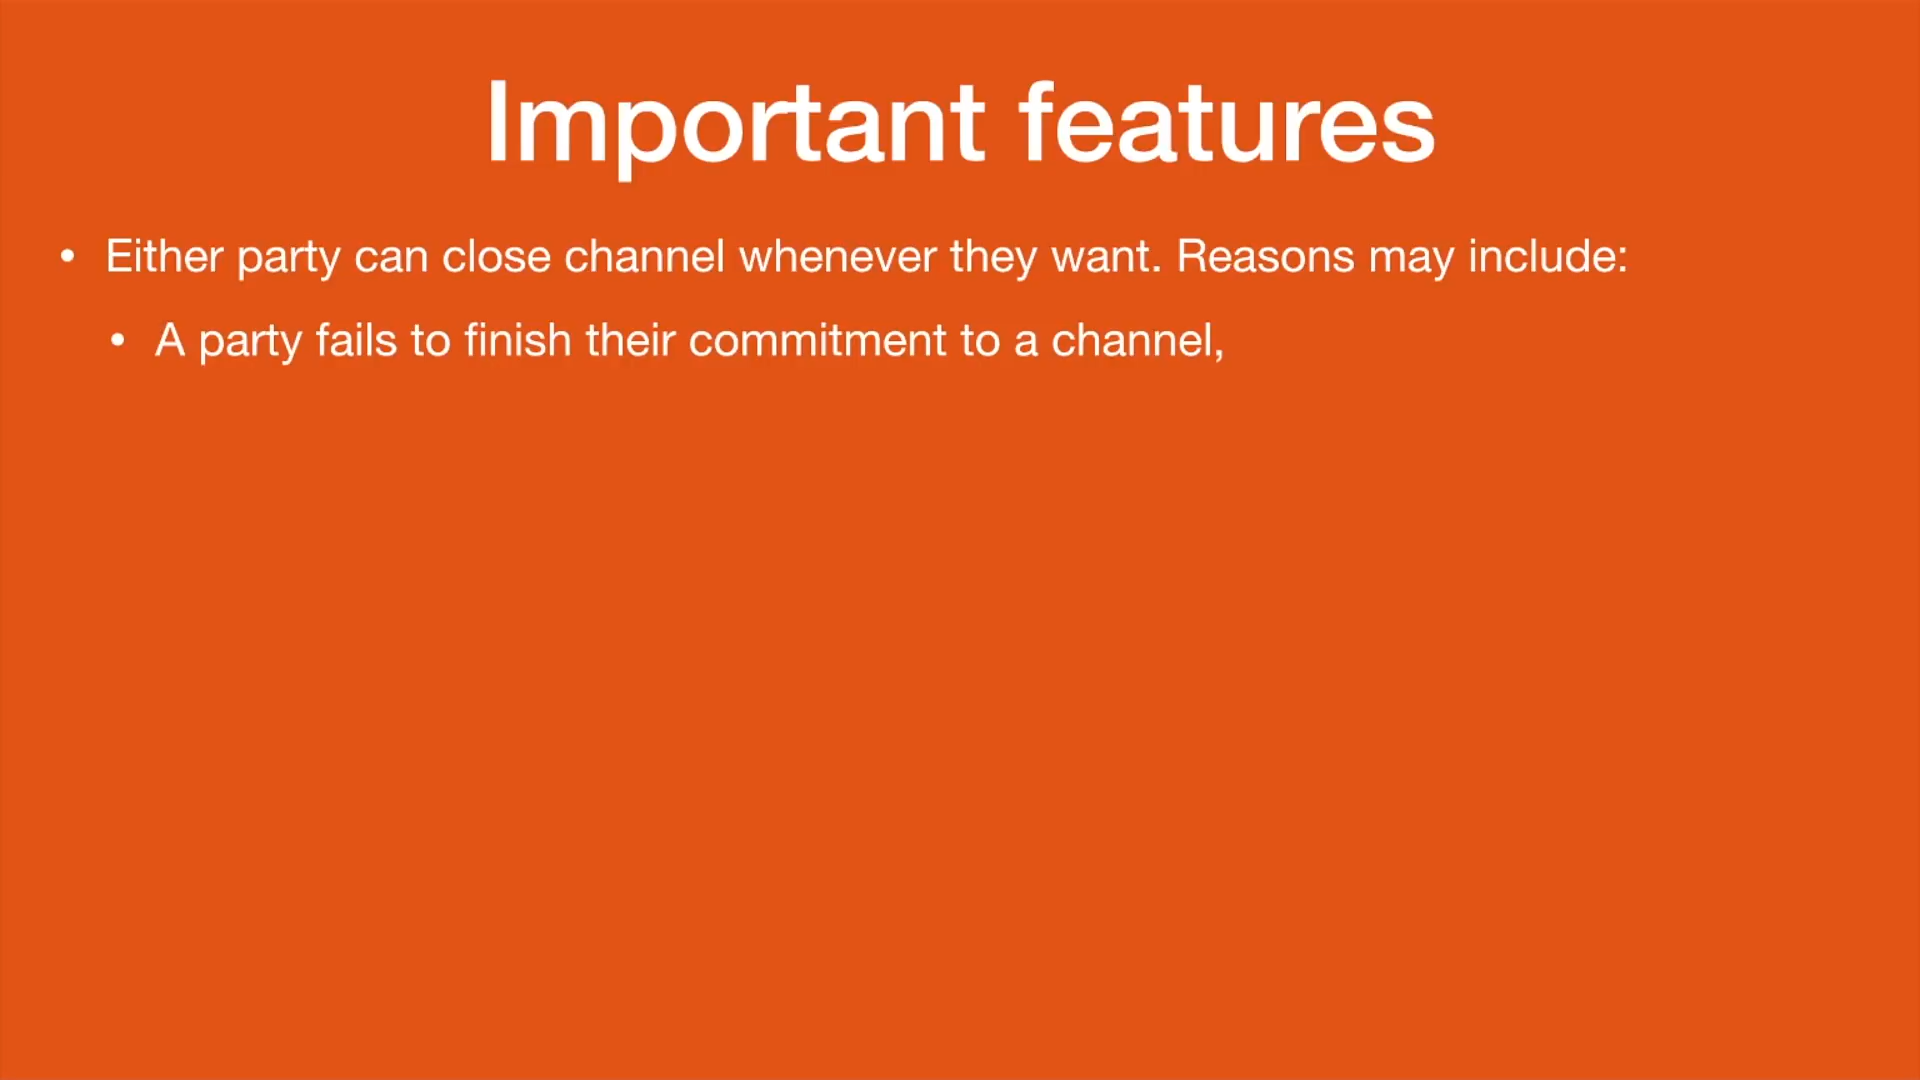 Important features
• Either party can close channel whenever they want. Reasons may include:
• A party fails to finish their commitment to a channel,